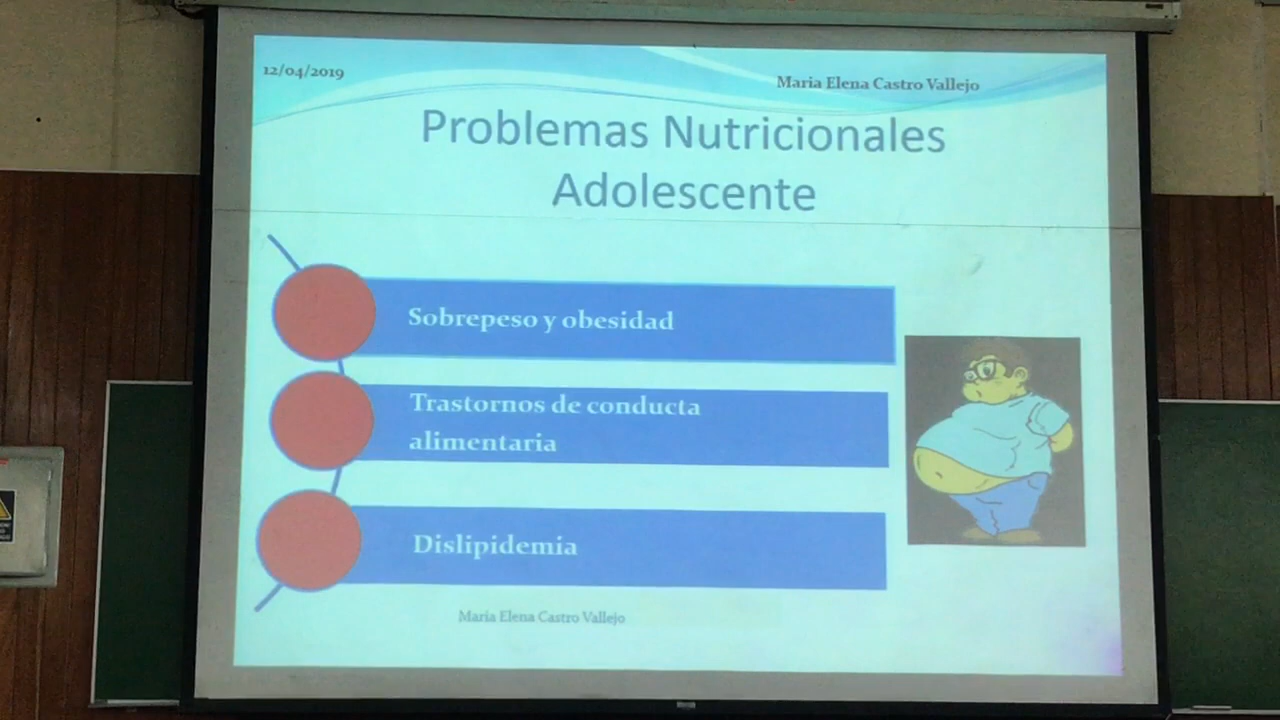 12/04/2019
Maria Elena Castro Vallejo
Problemas Nutricionales
Adolescente
Sobrepeso y obesidad
Trastornos de conducta
alimentaria
Dislipidemia
Maria Elena Castro Vallejo